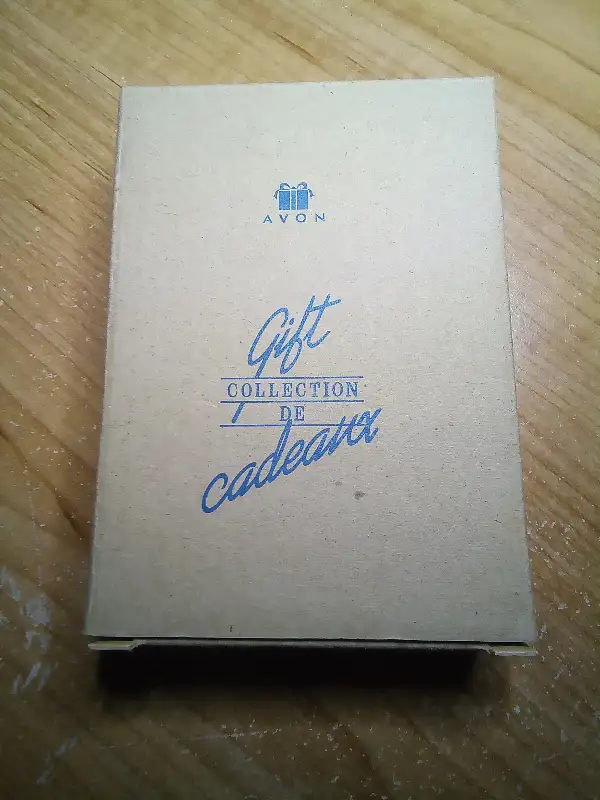 AVON
Gift
COLLECTION
DE
cadeaux